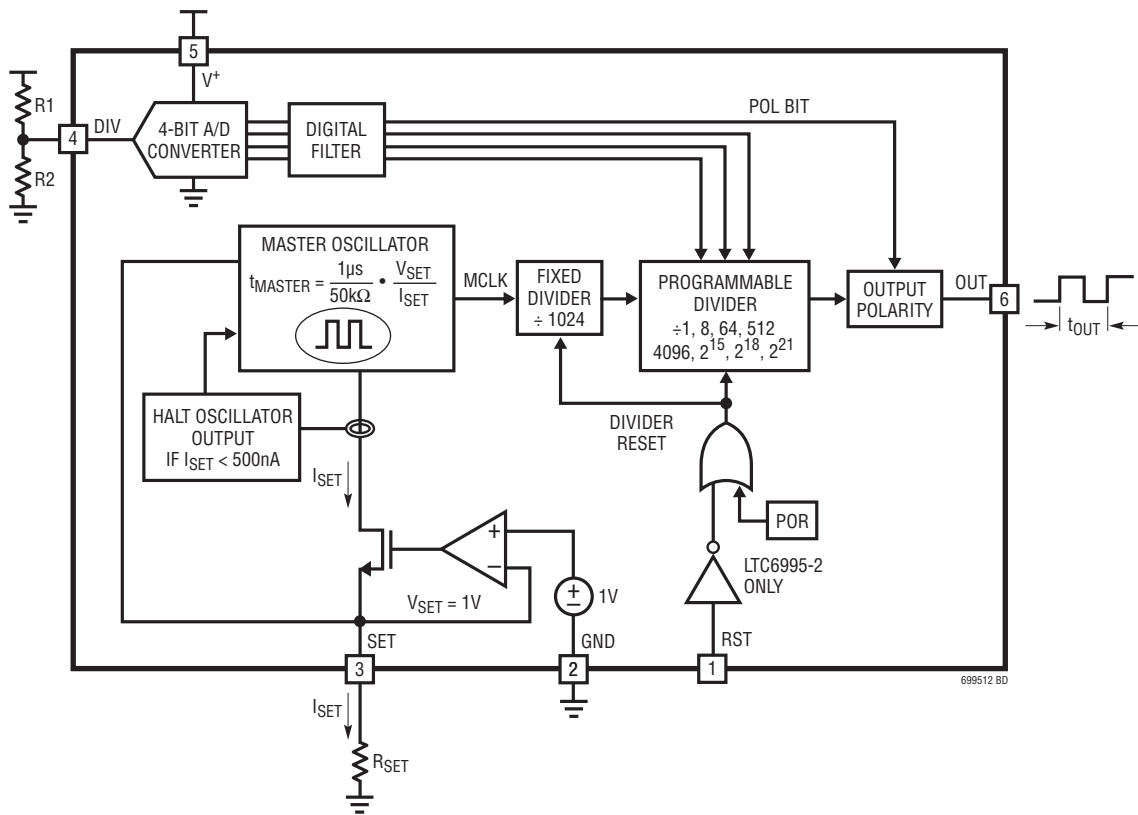 5
V+
R1
4
DIV
R2
4-BIT A/D
CONVERTER
DIGITAL
FILTER
POL BIT
MASTER OSCILLATOR
tMASTER = 1µs/50kΩ • VSET/ISET
MCLK
FIXED
DIVIDER
÷ 1024
PROGRAMMABLE
DIVIDER
÷1, 8, 64, 512
4096, 2^15, 2^18, 2^21
OUTPUT
POLARITY
OUT
6
tOUT
HALT OSCILLATOR
OUTPUT
IF ISET < 500nA
ISET
DIVIDER
RESET
POR
LTC6995-2
ONLY
+
–
VSET = 1V
+
–
1V
SET
GND
RST
3
2
1
699512 BD
ISET
RSET